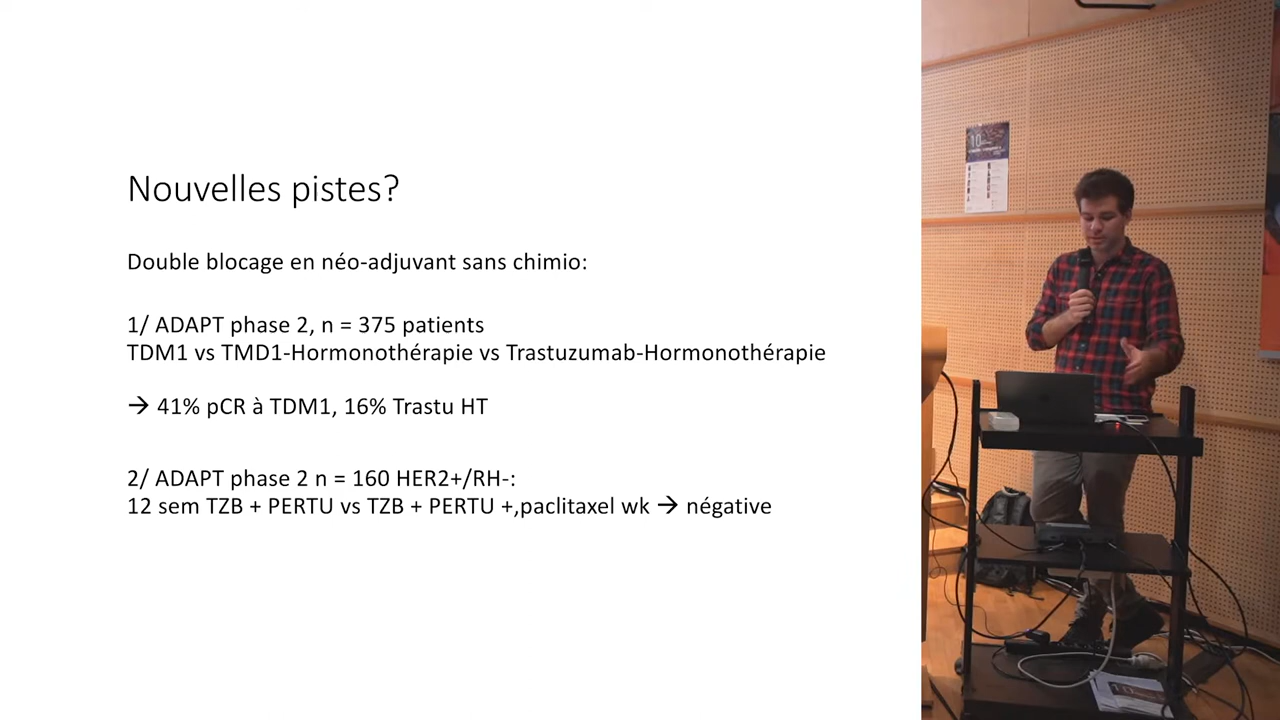 Nouvelles pistes?
Double blocage en néo-adjuvant sans chimio:
1/ ADAPT phase 2, n = 375 patients
TDM1 vs TMD1-Hormonothérapie vs Trastuzumab-Hormonothérapie
→ 41% pCR à TDM1, 16% Trastu HT
2/ ADAPT phase 2 n = 160 HER2+/RH-:
12 sem TZB + PERTU vs TZB + PERTU +,paclitaxel wk → négative
10